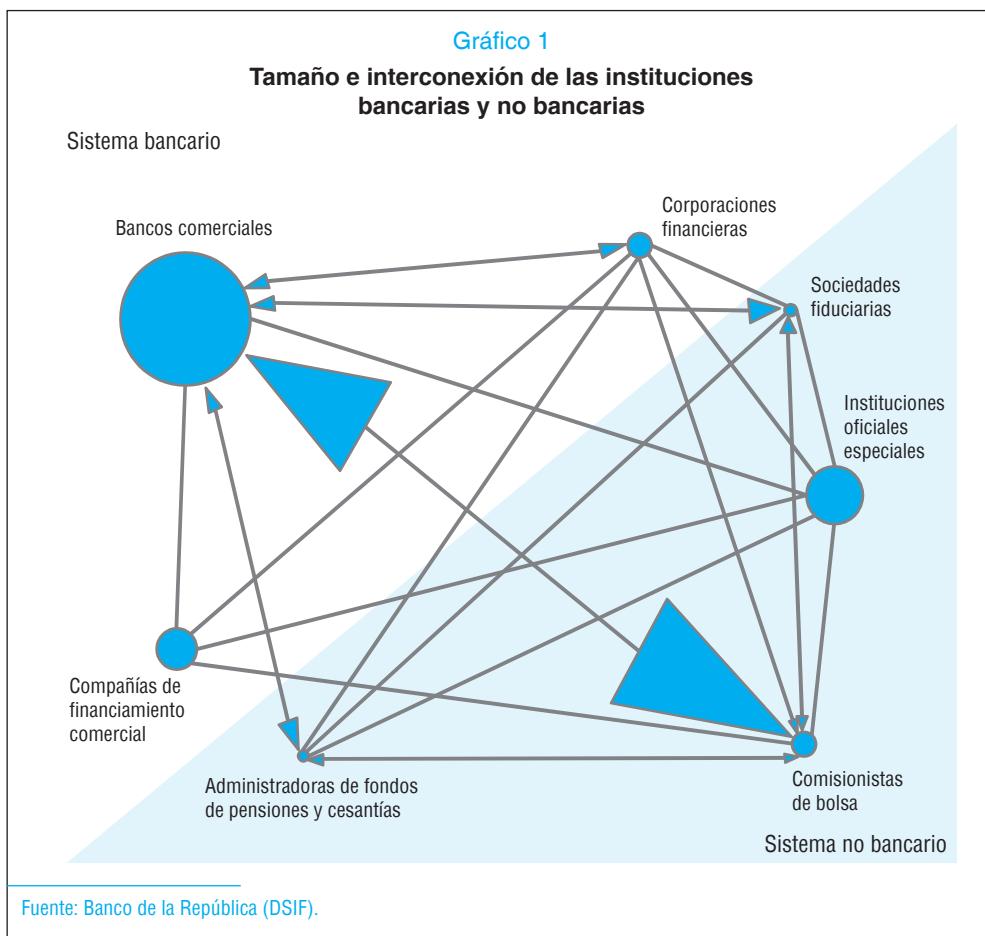 Gráfico 1
Tamaño e interconexión de las instituciones
bancarias y no bancarias
Sistema bancario
Bancos comerciales
Corporaciones
financieras
Sociedades
fiduciarias
Instituciones
oficiales
especiales
Compañías de
financiamiento
comercial
Administradoras de fondos
de pensiones y cesantías
Comisionistas
de bolsa
Sistema no bancario
Fuente: Banco de la República (DSIF).